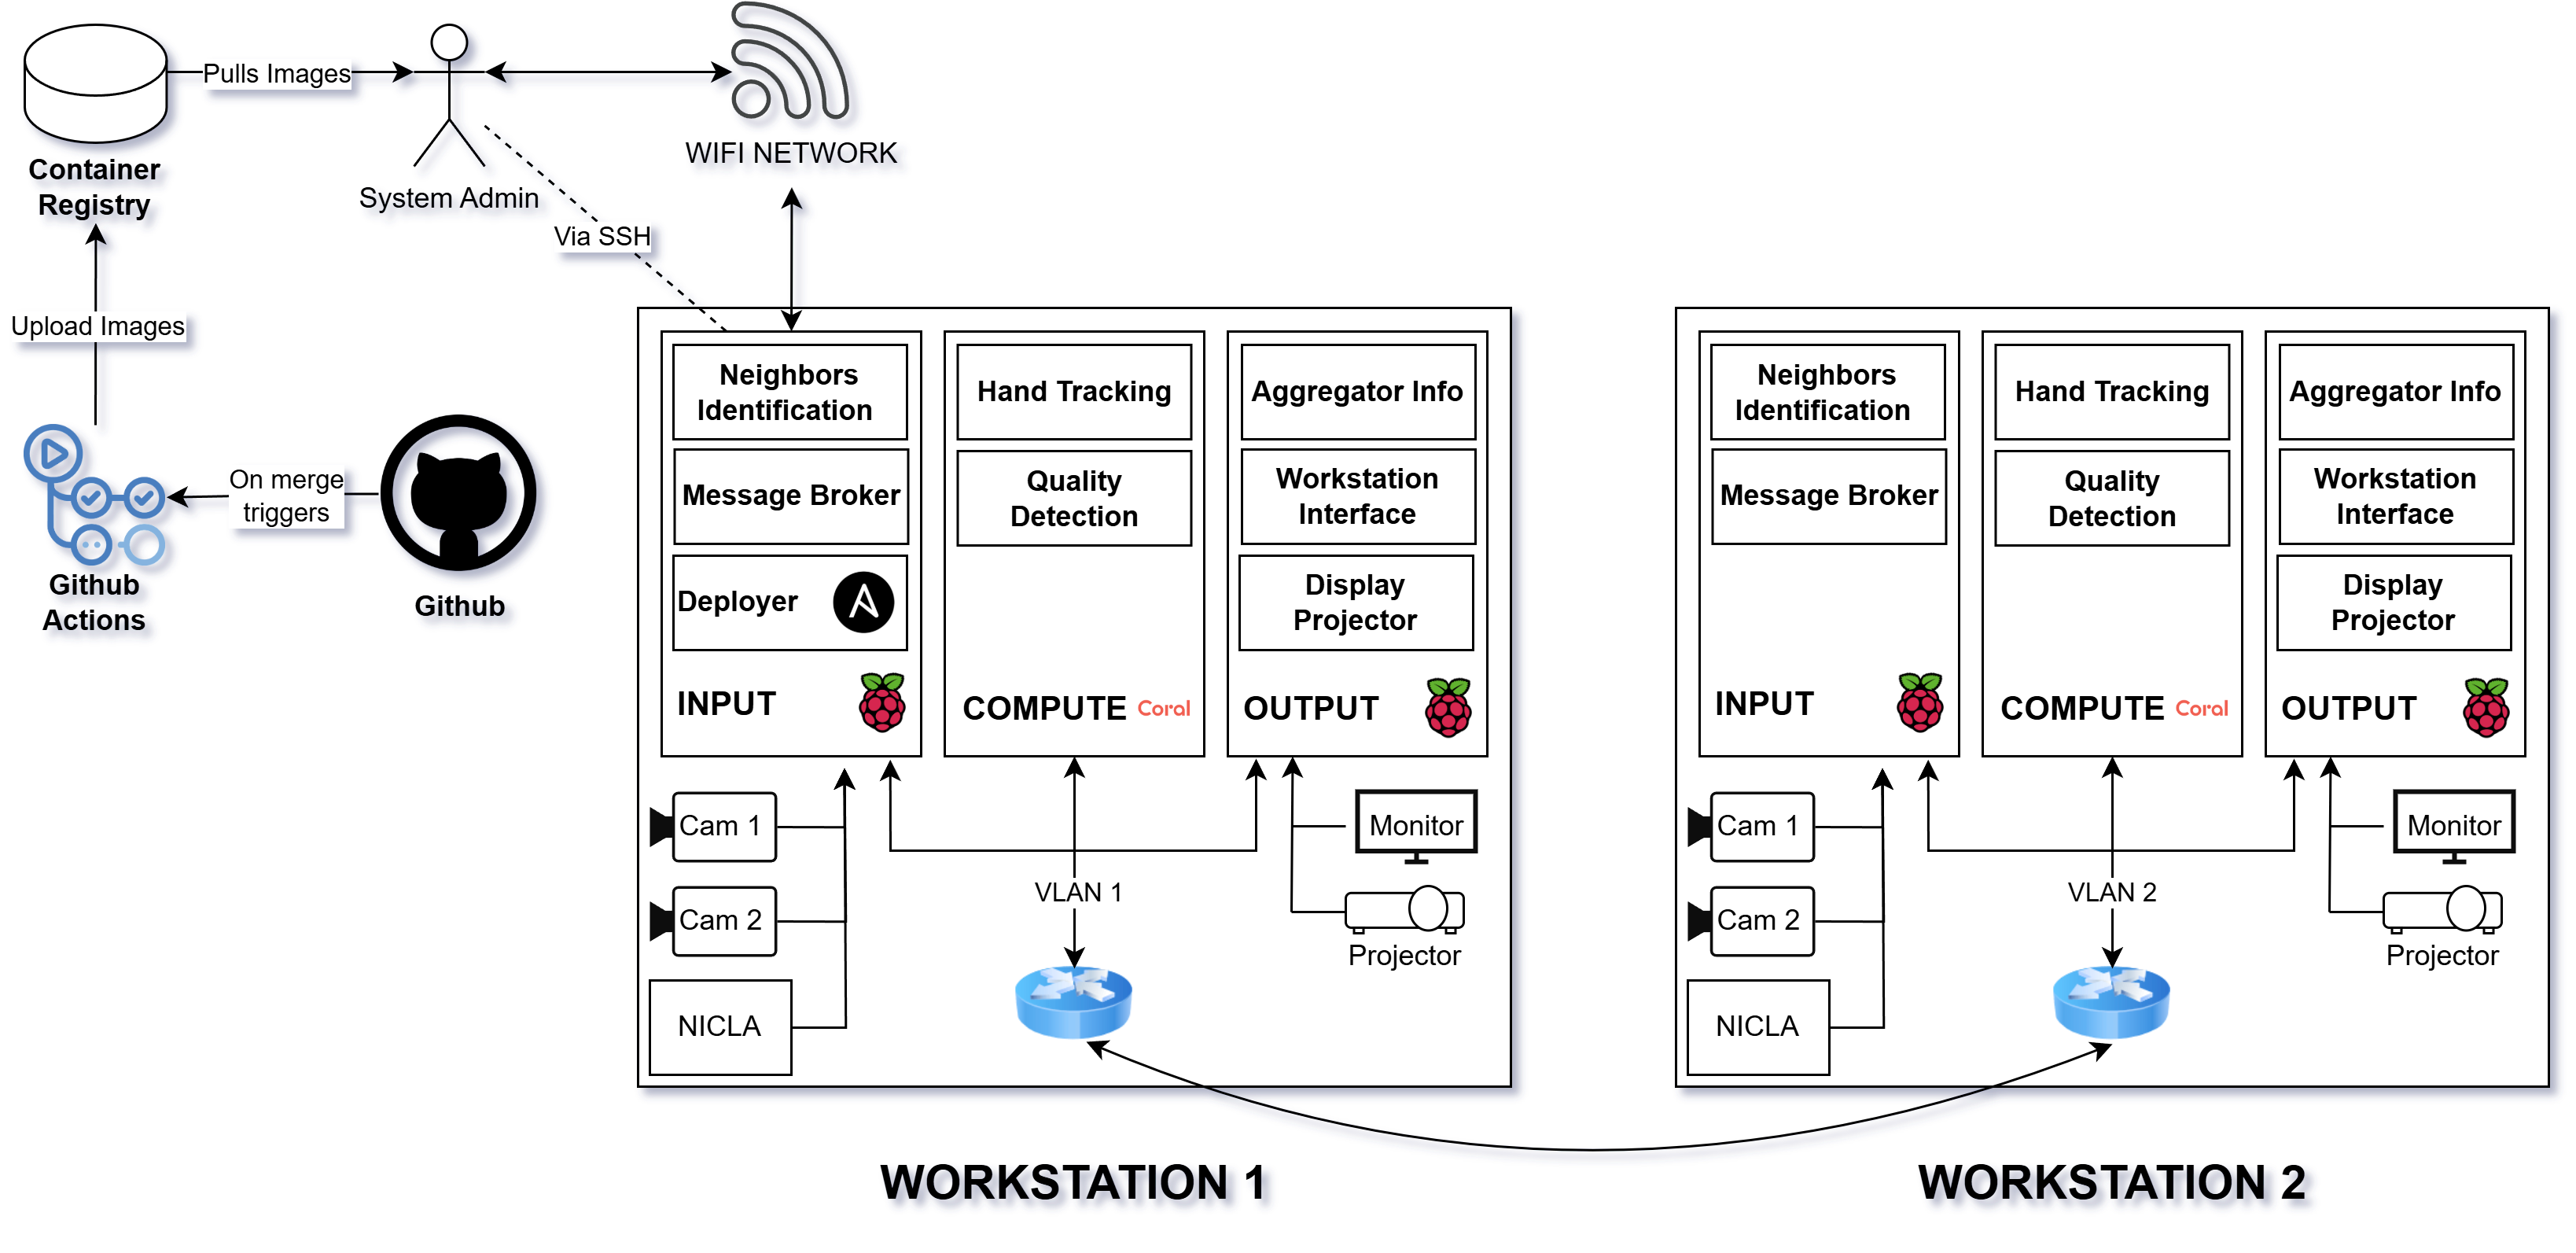 Pulls Images
Container
Registry
System Admin
WIFI NETWORK
Via SSH
Upload Images
On merge
triggers
Github
Actions
Github
Neighbors
Identification
Message Broker
Deployer
INPUT
Hand Tracking
Quality
Detection
COMPUTE Coral
Aggregator Info
Workstation
Interface
Display
Projector
OUTPUT
Cam 1
Cam 2
NICLA
VLAN 1
Monitor
Projector
WORKSTATION 1
Neighbors
Identification
Message Broker
INPUT
Hand Tracking
Quality
Detection
COMPUTE Coral
Aggregator Info
Workstation
Interface
Display
Projector
OUTPUT
Cam 1
Cam 2
NICLA
VLAN 2
Monitor
Projector
WORKSTATION 2